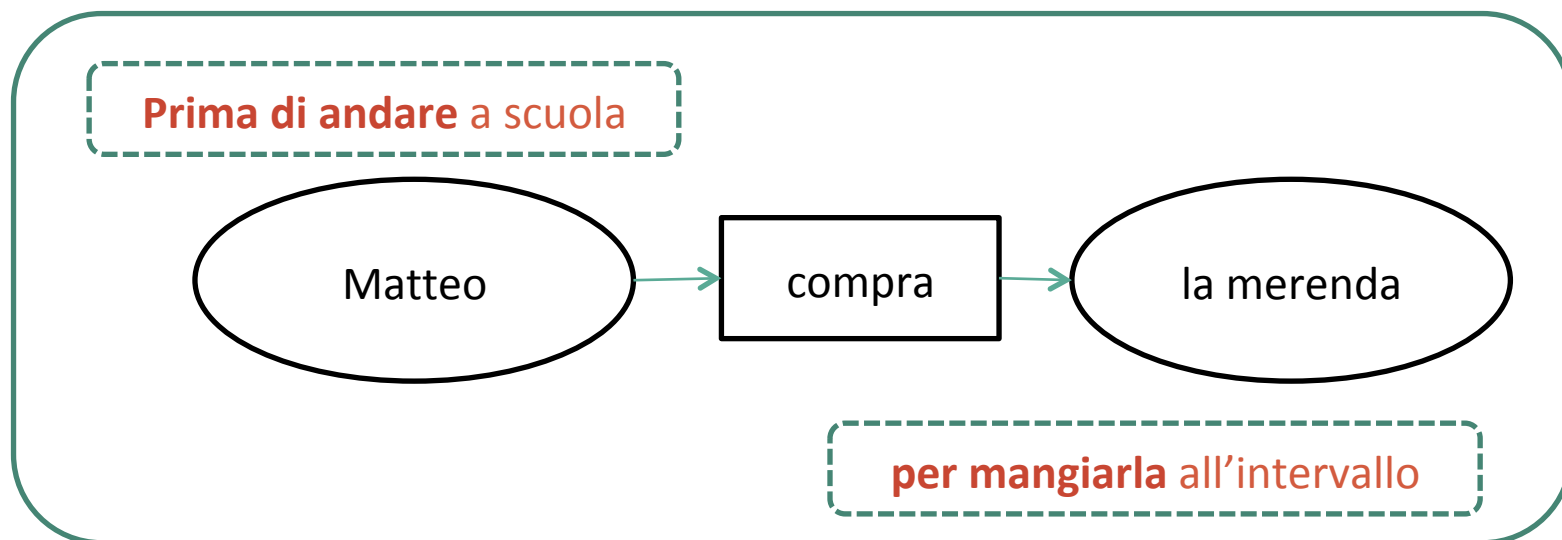 Prima di andare a scuola
Matteo compra la merenda
per mangiarla all’intervallo